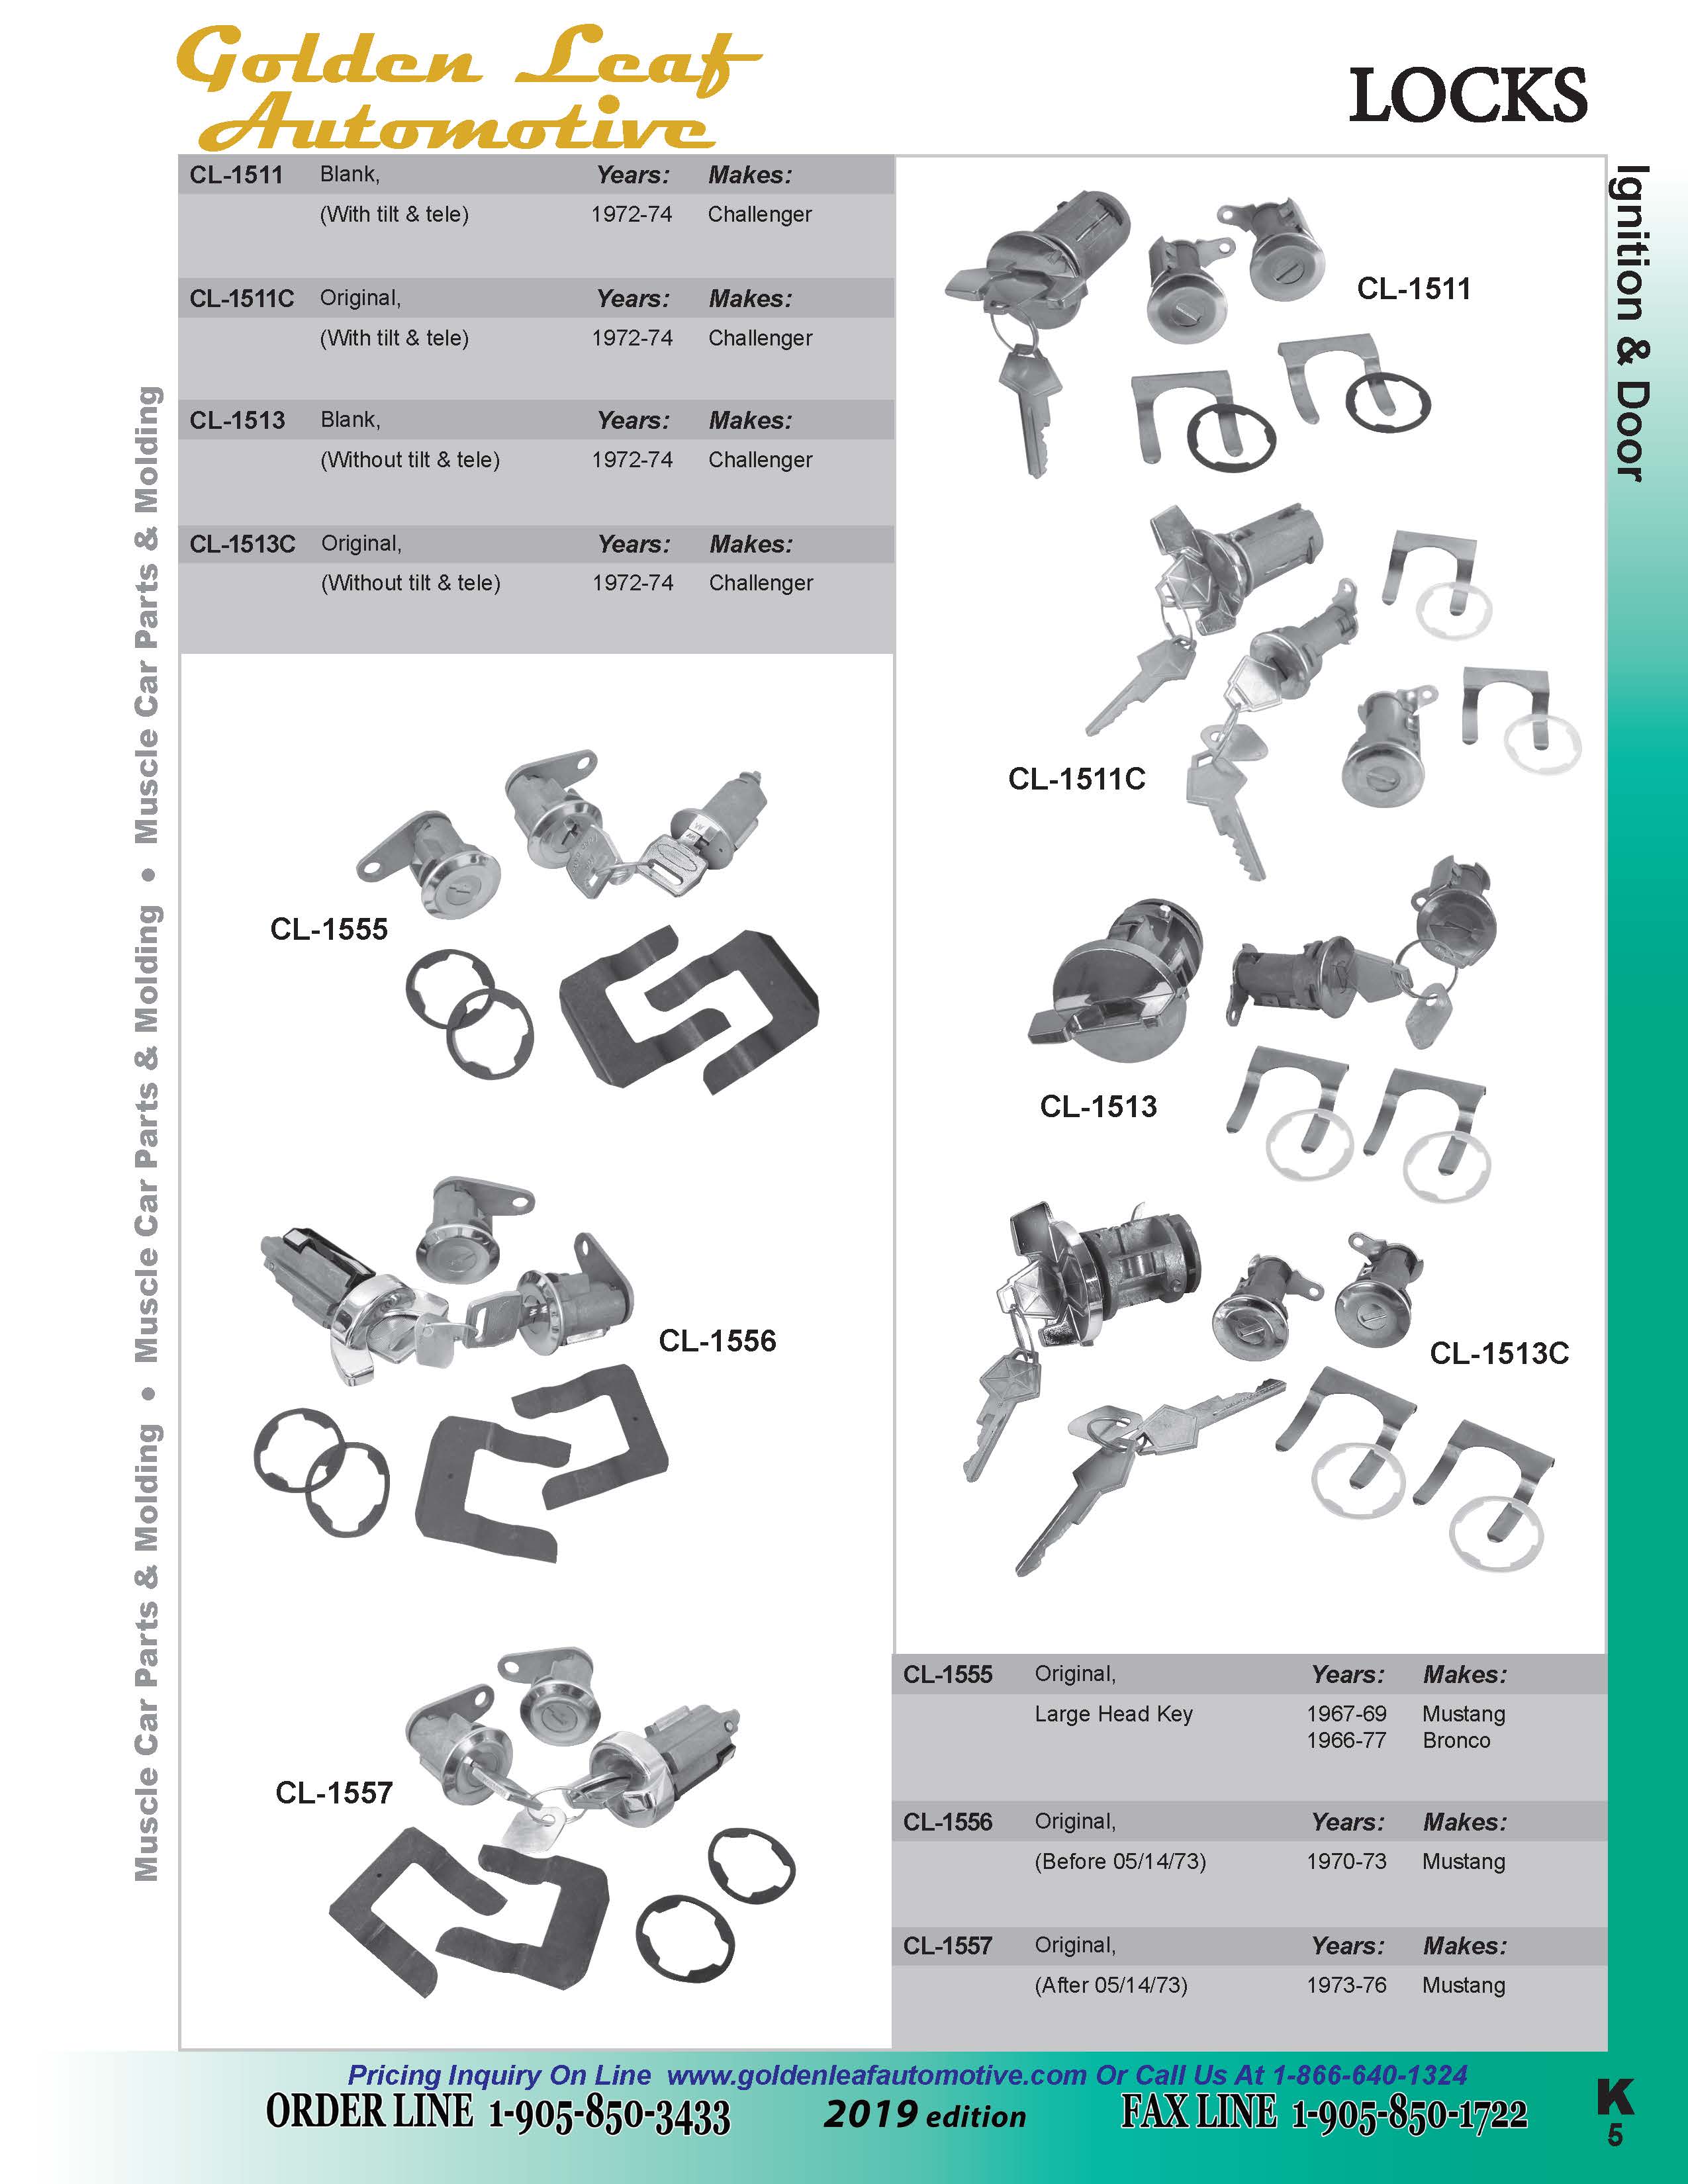 Golden Leaf
Automotive
LOCKS
Ignition & Door
Muscle Car Parts & Molding • Muscle Car Parts & Molding • Muscle Car Parts & Molding
CL-1511 Blank, Years: Makes:
(With tilt & tele) 1972-74 Challenger
CL-1511C Original, Years: Makes:
(With tilt & tele) 1972-74 Challenger
CL-1513 Blank, Years: Makes:
(Without tilt & tele) 1972-74 Challenger
CL-1513C Original, Years: Makes:
(Without tilt & tele) 1972-74 Challenger
CL-1511
CL-1511C
CL-1555
CL-1513
CL-1556
CL-1513C
CL-1557
CL-1555 Original, Years: Makes:
Large Head Key 1967-69 Mustang
1966-77 Bronco
CL-1556 Original, Years: Makes:
(Before 05/14/73) 1970-73 Mustang
CL-1557 Original, Years: Makes:
(After 05/14/73) 1973-76 Mustang
Pricing Inquiry On Line www.goldenleafautomotive.com Or Call Us At 1-866-640-1324
ORDER LINE 1-905-850-3433 2019 edition FAX LINE 1-905-850-1722
K
5